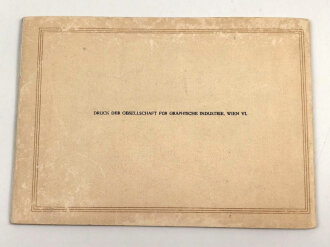 DRUCK DER GESELLSCHAFT FÜR GRAPHISCHE INDUSTRIE, WIEN VI.